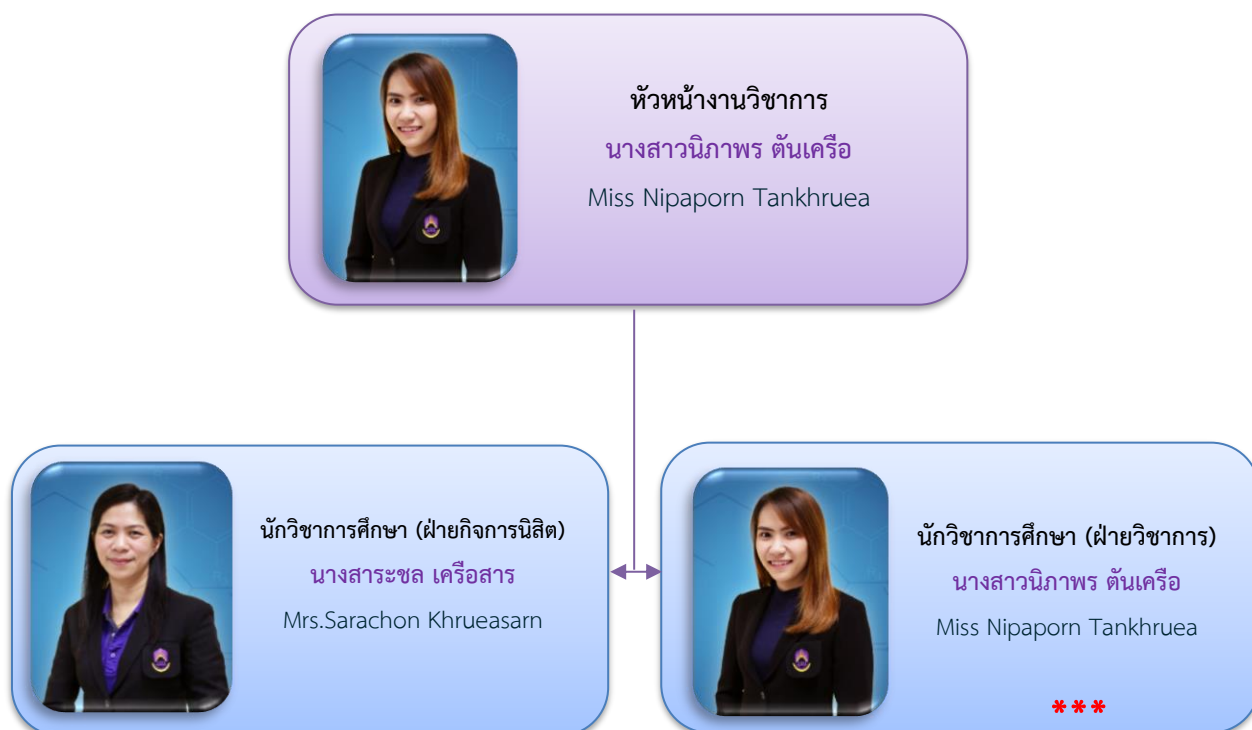 หัวหน้างานวิชาการ
นางสาวนิภาพร ตันเครือ
Miss Nipaporn Tankhruea
นักวิชาการศึกษา (ฝ่ายกิจการนิสิต)
นางสาระชล เครือสาร
Mrs.Sarachon Khrueasarn
นักวิชาการศึกษา (ฝ่ายวิชาการ)
นางสาวนิภาพร ตันเครือ
Miss Nipaporn Tankhruea
***